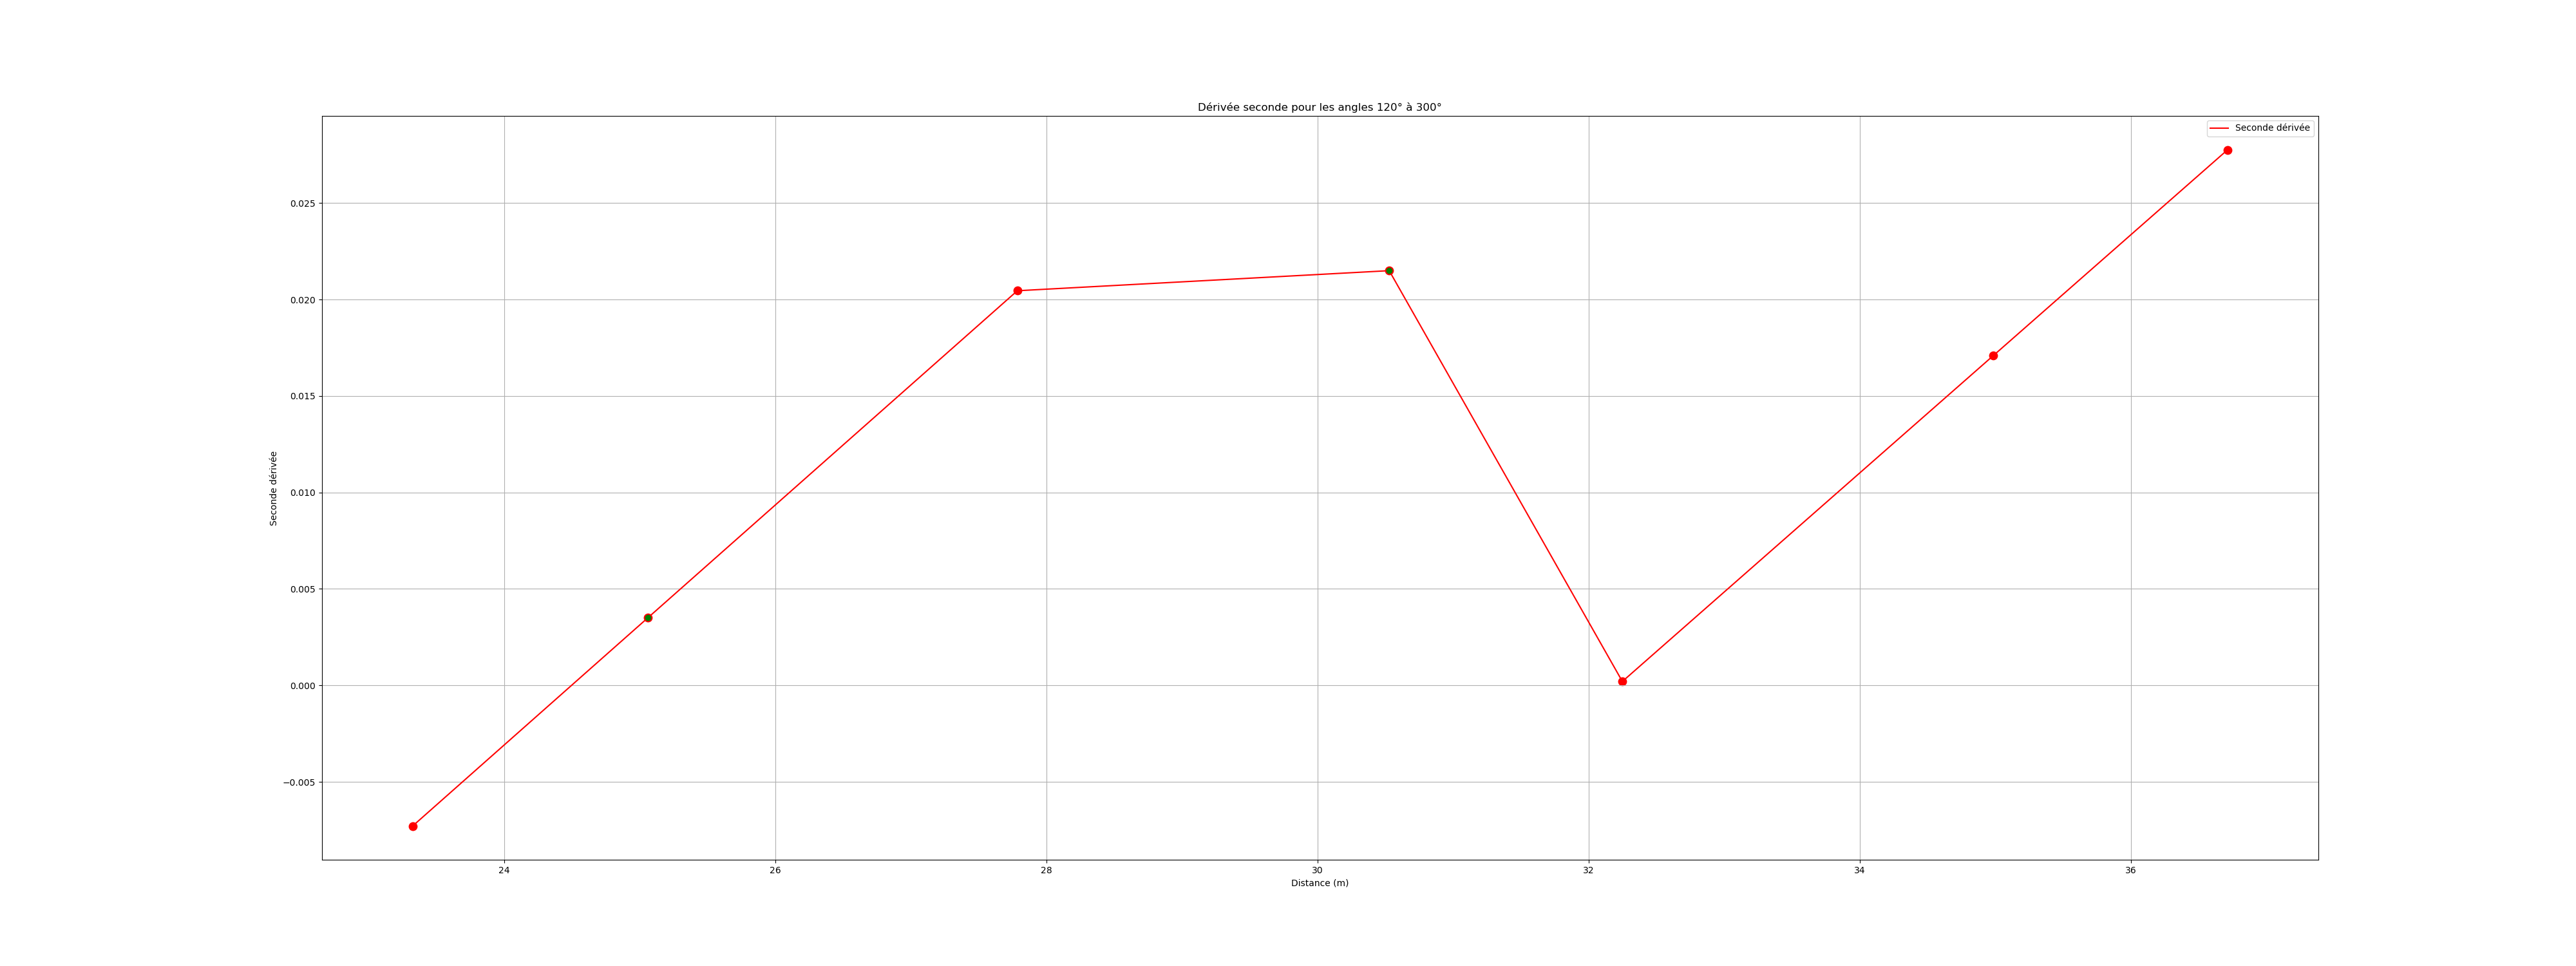 Dérivée seconde pour les angles 120° à 300°
Seconde dérivée
0.025
0.020
0.015
0.010
0.005
0.000
−0.005
Seconde dérivée
24 26 28 30 32 34 36
Distance (m)